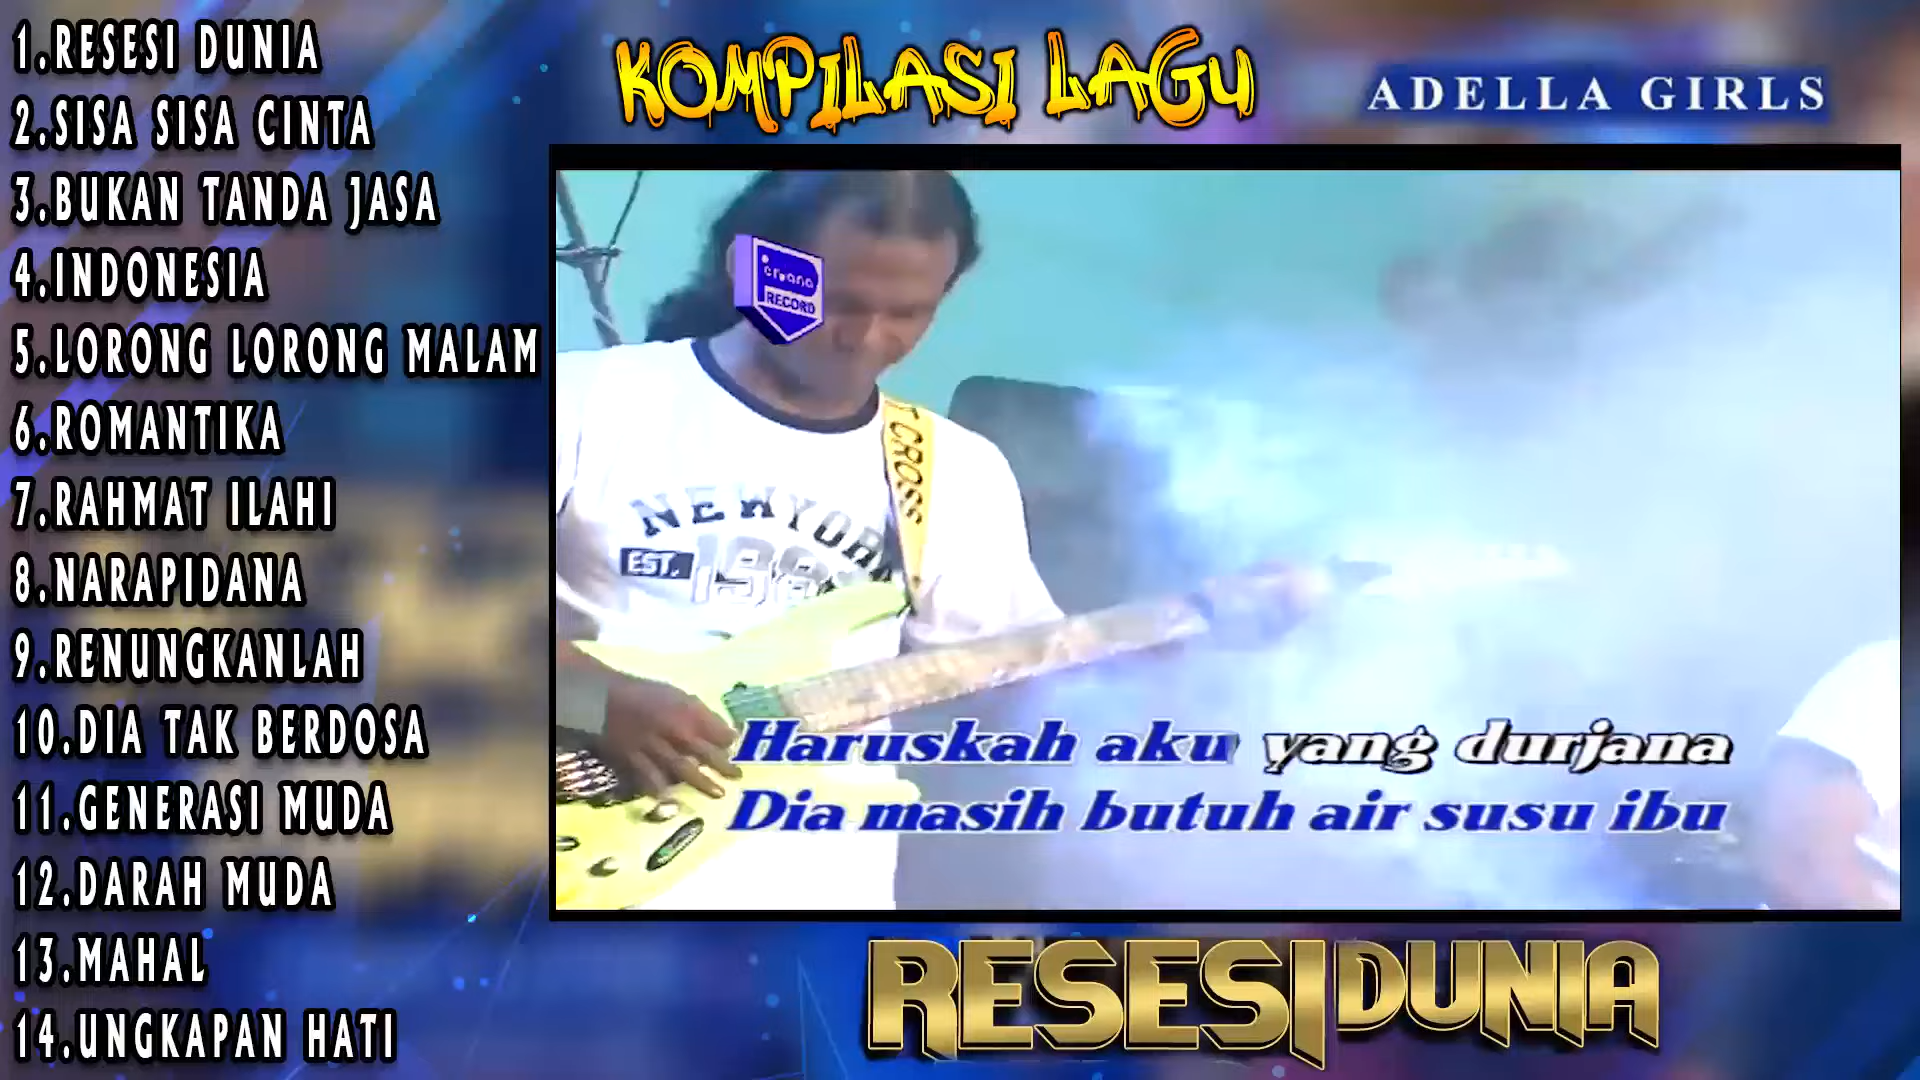 1.RESESI DUNIA
2.SISA SISA CINTA
3.BUKAN TANDA JASA
4.INDONESIA
5.LORONG LORONG MALAM
6.ROMANTIKA
7.RAHMAT ILAHI
8.NARAPIDANA
9.RENUNGKANLAH
10.DIA TAK BERDOSA
11.GENERASI MUDA
12.DARAH MUDA
13.MAHAL
14.UNGKAPAN HATI
KOMPILASI LAGU
ADELLA GIRLS
RECORD
CROSS
NEWYORK
EST.
Haruskah aku yang durjana
Dia masih butuh air susu ibu
RESESI DUNIA